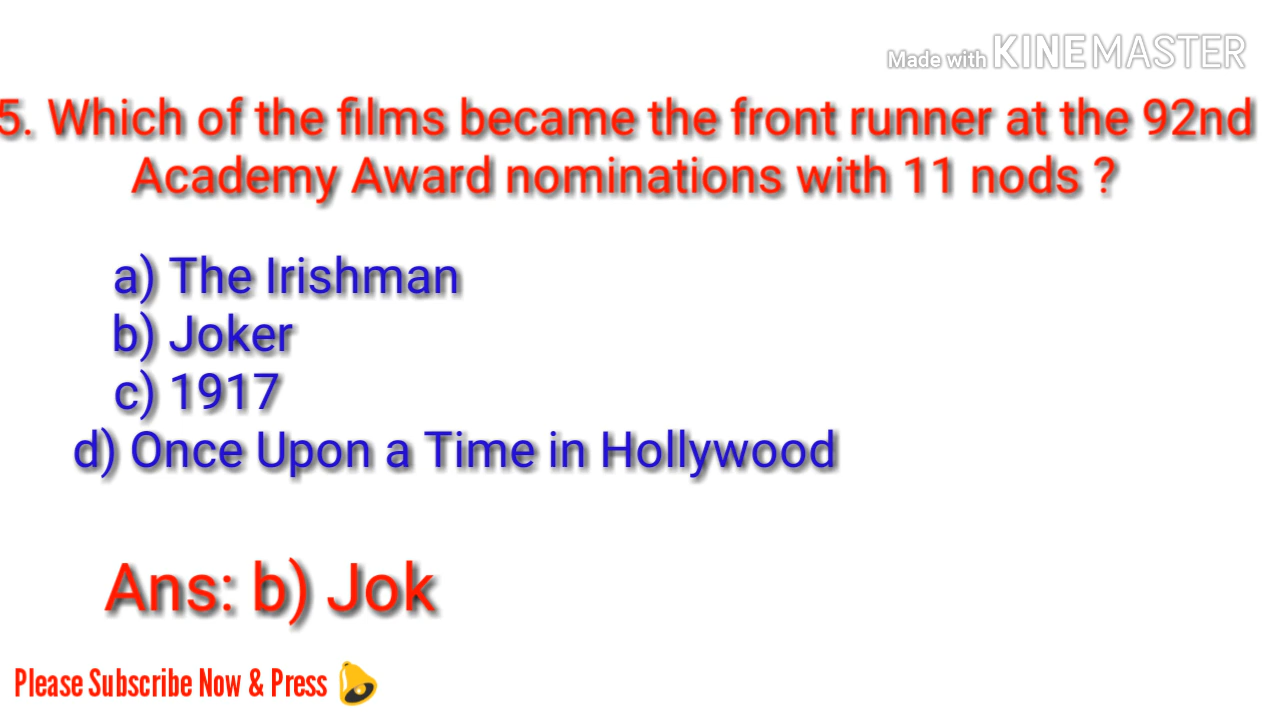 Made with KINEMASTER
5. Which of the films became the front runner at the 92nd
Academy Award nominations with 11 nods ?
a) The Irishman
b) Joker
c) 1917
d) Once Upon a Time in Hollywood
Ans: b) Jok
Please Subscribe Now & Press